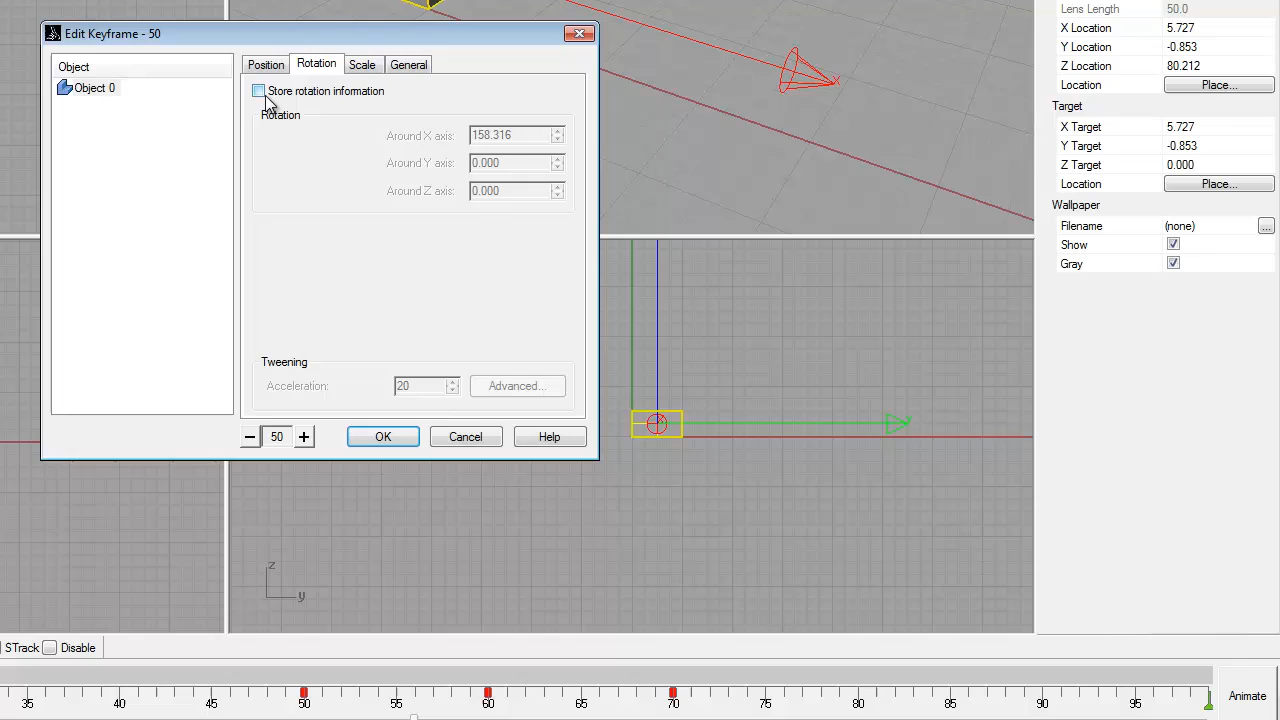 Edit Keyframe - 50
Object
Object 0
Position
Rotation
Scale
General
Store rotation information
Rotation
Around X axis: 158.316
Around Y axis: 0.000
Around Z axis: 0.000
Tweening
Acceleration: 20 Advanced...
50 OK Cancel Help
x
y
z
y
Lens Length 50.0
X Location 5.727
Y Location -0.853
Z Location 80.212
Location Place...
Target
X Target 5.727
Y Target -0.853
Z Target 0.000
Location Place...
Wallpaper
Filename (none) ...
Show
Gray
STrack Disable
35 40 45 50 55 60 65 70 75 80 85 90 95
Animate